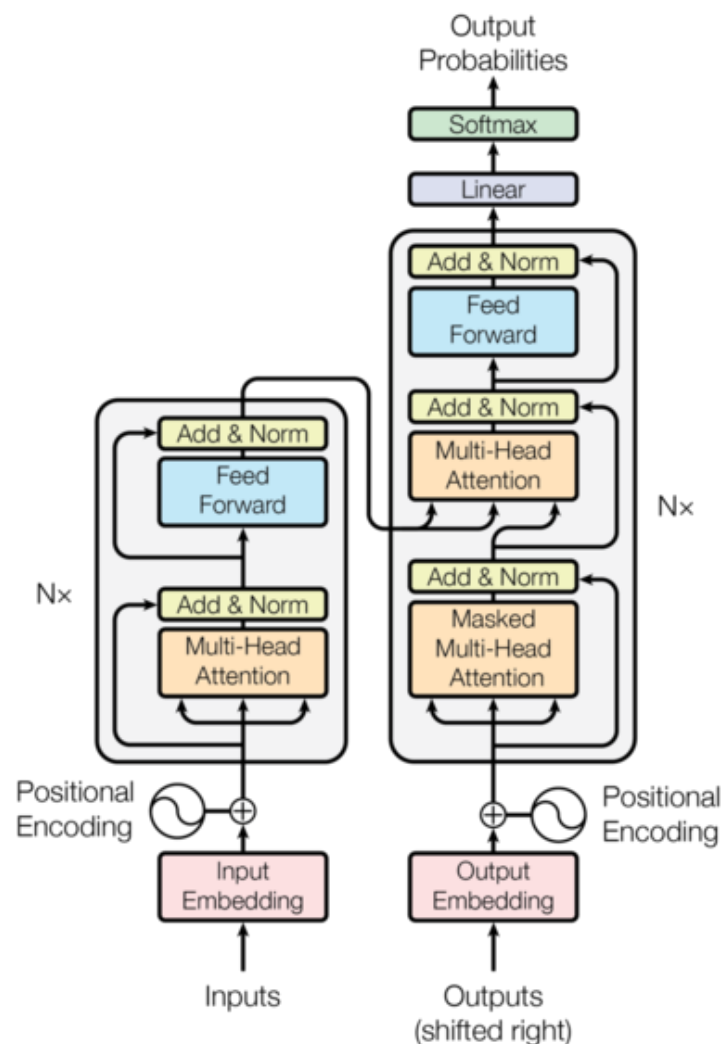 Output
Probabilities
Softmax
Linear
Add & Norm
Feed
Forward
Add & Norm
Multi-Head
Attention
Add & Norm
Masked
Multi-Head
Attention
N×
Add & Norm
Feed
Forward
N×
Add & Norm
Multi-Head
Attention
Positional
Encoding
Positional
Encoding
Input
Embedding
Output
Embedding
Inputs
Outputs
(shifted right)